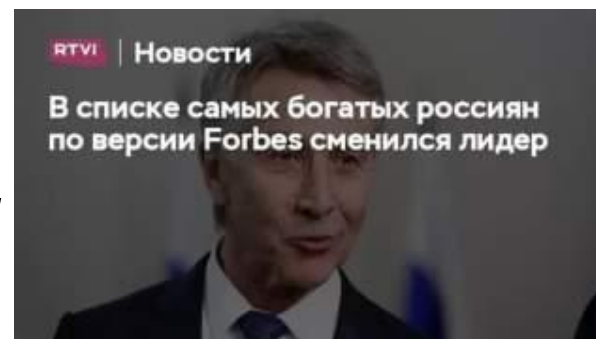 RTVI | Новости
В списке самых богатых россиян
по версии Forbes сменился лидер